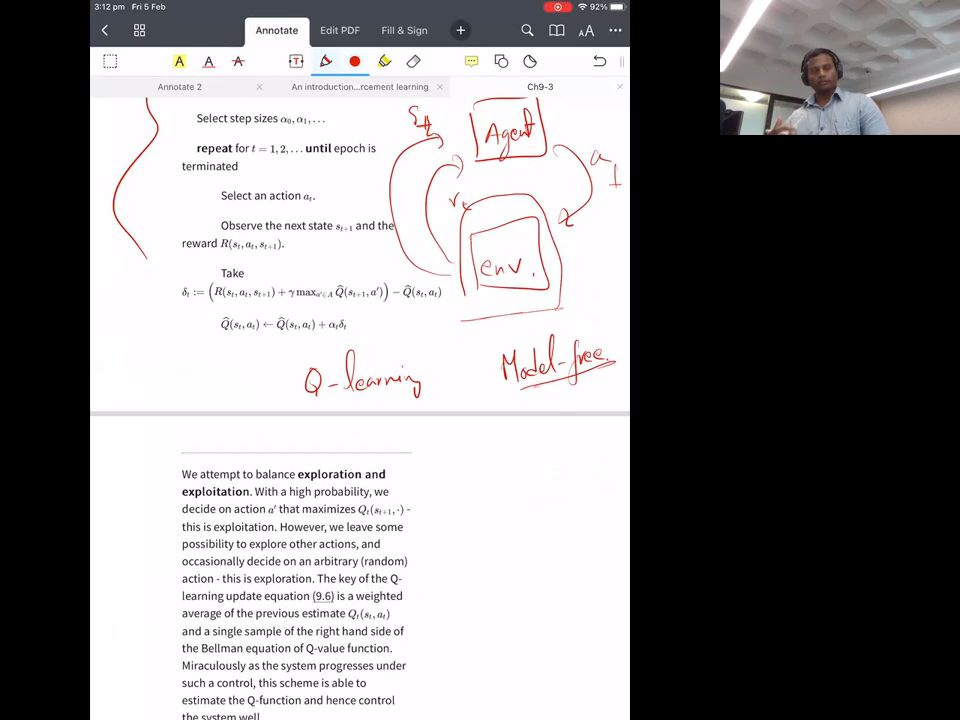 3:12 pm Fri 5 Feb
92%
Annotate
Edit PDF
Fill & Sign
Annotate 2
An introduction...rcement learning
Ch9-3
Select step sizes α₀, α₁, …
repeat for t = 1, 2, … until epoch is
terminated
Select an action aₜ.
Observe the next state sₜ₊₁ and the
reward R(sₜ, aₜ, sₜ₊₁).
Take
δₜ := (R(sₜ, aₜ, sₜ₊₁) + γ max_{a′∈A} Q̂(sₜ₊₁, a′)) − Q̂(sₜ, aₜ)
Q̂(sₜ, aₜ) ← Q̂(sₜ, aₜ) + αₜδₜ
Agent
rₜ
env.
Q-learning
Model-free.
We attempt to balance exploration and
exploitation. With a high probability, we
decide on action a′ that maximizes Qₜ(sₜ₊₁, ·) -
this is exploitation. However, we leave some
possibility to explore other actions, and
occasionally decide on an arbitrary (random)
action - this is exploration. The key of the Q-
learning update equation (9.6) is a weighted
average of the previous estimate Qₜ(sₜ, aₜ)
and a single sample of the right hand side of
the Bellman equation of Q-value function.
Miraculously as the system progresses under
such a control, this scheme is able to
estimate the Q-function and hence control
the system well